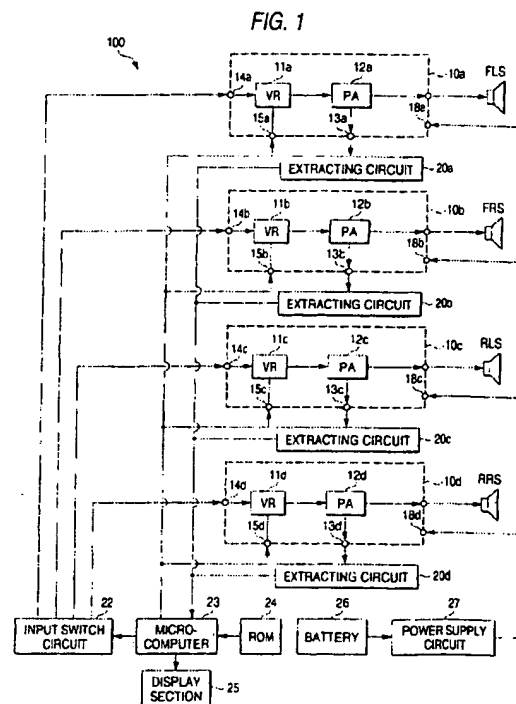 FIG. 1
100
11a
12a
10a
FLS
14a
VR
PA
15a
13a
18a
EXTRACTING CIRCUIT
20a
11b
12b
10b
FRS
14b
VR
PA
15b
13b
18b
EXTRACTING CIRCUIT
20b
11c
12c
10c
RLS
14c
VR
PA
15c
13c
18c
EXTRACTING CIRCUIT
20c
11d
12d
10d
RRS
14d
VR
PA
15d
13d
18d
EXTRACTING CIRCUIT
20d
22
23
24
26
27
INPUT SWITCH
CIRCUIT
MICRO-
COMPUTER
ROM
BATTERY
POWER SUPPLY
CIRCUIT
DISPLAY
SECTION
25